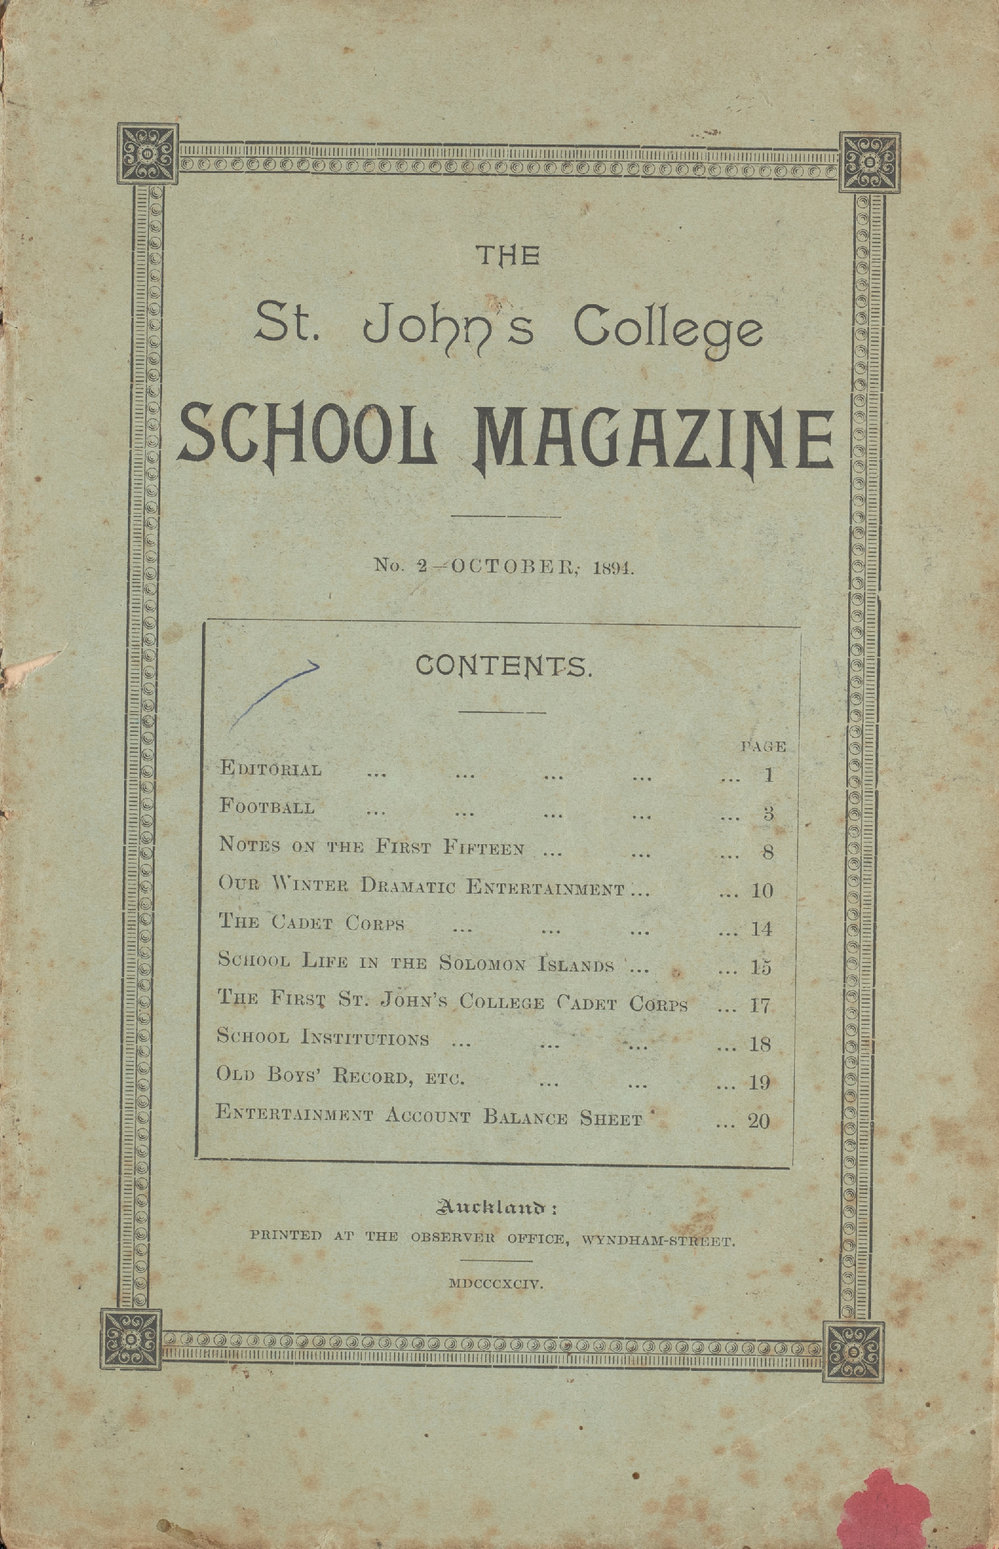 THE
St. John's College
SCHOOL MAGAZINE
No. 2—OCTOBER, 1894.
CONTENTS.
PAGE
Editorial ... ... ... ... ... 1
Football ... ... ... ... ... 3
Notes on the First Fifteen ... ... ... 8
Our Winter Dramatic Entertainment ... ... 10
The Cadet Corps ... ... ... ... 14
School Life in the Solomon Islands ... ... 15
The First St. John's College Cadet Corps ... 17
School Institutions ... ... ... ... 18
Old Boys' Record, etc. ... ... ... 19
Entertainment Account Balance Sheet ... 20
Auckland:
PRINTED AT THE OBSERVER OFFICE, WYNDHAM-STREET.
MDCCCXCIV.